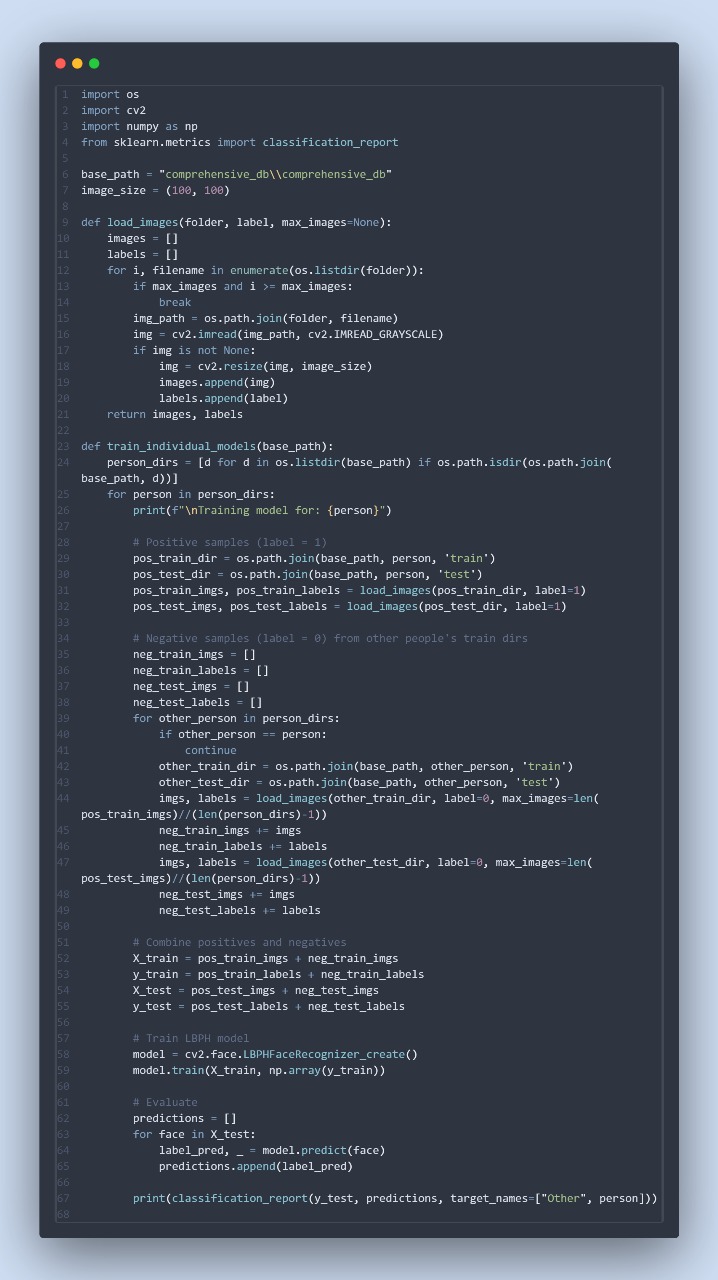 1 import os
2 import cv2
3 import numpy as np
4 from sklearn.metrics import classification_report
5
6 base_path = "comprehensive_db\\comprehensive_db"
7 image_size = (100, 100)
8
9 def load_images(folder, label, max_images=None):
10     images = []
11     labels = []
12     for i, filename in enumerate(os.listdir(folder)):
13         if max_images and i >= max_images:
14             break
15         img_path = os.path.join(folder, filename)
16         img = cv2.imread(img_path, cv2.IMREAD_GRAYSCALE)
17         if img is not None:
18             img = cv2.resize(img, image_size)
19             images.append(img)
20             labels.append(label)
21     return images, labels
22
23 def train_individual_models(base_path):
24     person_dirs = [d for d in os.listdir(base_path) if os.path.isdir(os.path.join(
base_path, d))]
25     for person in person_dirs:
26         print(f"\nTraining model for: {person}")
27
28         # Positive samples (label = 1)
29         pos_train_dir = os.path.join(base_path, person, 'train')
30         pos_test_dir = os.path.join(base_path, person, 'test')
31         pos_train_imgs, pos_train_labels = load_images(pos_train_dir, label=1)
32         pos_test_imgs, pos_test_labels = load_images(pos_test_dir, label=1)
33
34         # Negative samples (label = 0) from other people's train dirs
35         neg_train_imgs = []
36         neg_train_labels = []
37         neg_test_imgs = []
38         neg_test_labels = []
39         for other_person in person_dirs:
40             if other_person == person:
41                 continue
42             other_train_dir = os.path.join(base_path, other_person, 'train')
43             other_test_dir = os.path.join(base_path, other_person, 'test')
44             imgs, labels = load_images(other_train_dir, label=0, max_images=len(
pos_train_imgs)//(len(person_dirs)-1))
45             neg_train_imgs += imgs
46             neg_train_labels += labels
47             imgs, labels = load_images(other_test_dir, label=0, max_images=len(
pos_test_imgs)//(len(person_dirs)-1))
48             neg_test_imgs += imgs
49             neg_test_labels += labels
50
51         # Combine positives and negatives
52         X_train = pos_train_imgs + neg_train_imgs
53         y_train = pos_train_labels + neg_train_labels
54         X_test = pos_test_imgs + neg_test_imgs
55         y_test = pos_test_labels + neg_test_labels
56
57         # Train LBPH model
58         model = cv2.face.LBPHFaceRecognizer_create()
59         model.train(X_train, np.array(y_train))
60
61         # Evaluate
62         predictions = []
63         for face in X_test:
64             label_pred, _ = model.predict(face)
65             predictions.append(label_pred)
66
67         print(classification_report(y_test, predictions, target_names=["Other", person]))
68